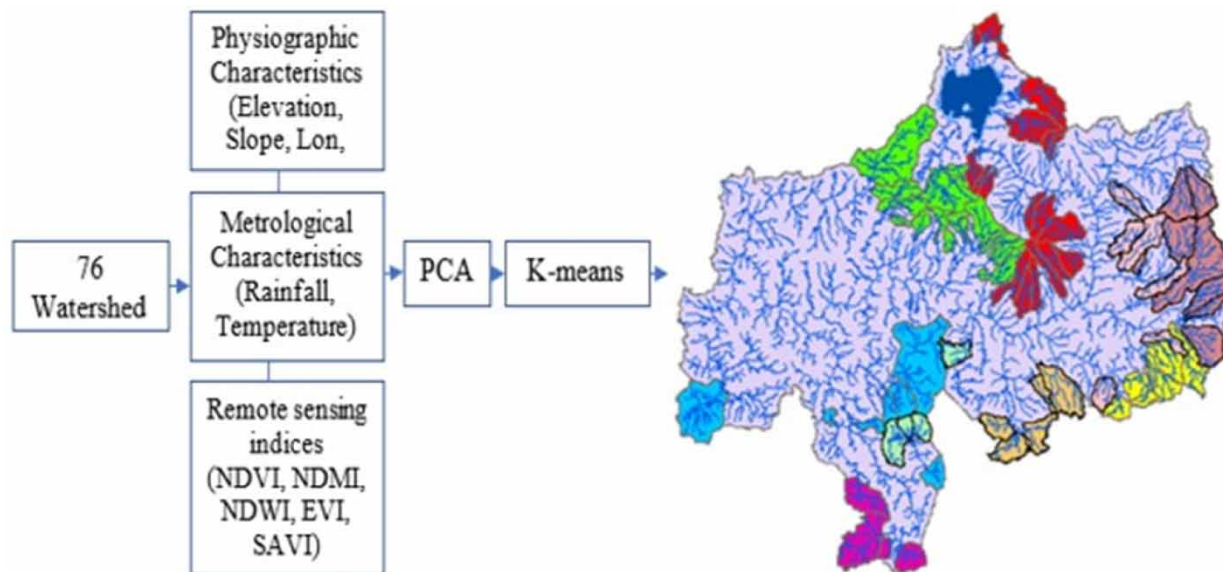 Physiographic
Characteristics
(Elevation,
Slope, Lon,
76
Watershed
Metrological
Characteristics
(Rainfall,
Temperature)
PCA
K-means
Remote sensing
indices
(NDVI, NDMI,
NDWI, EVI,
SAVI)